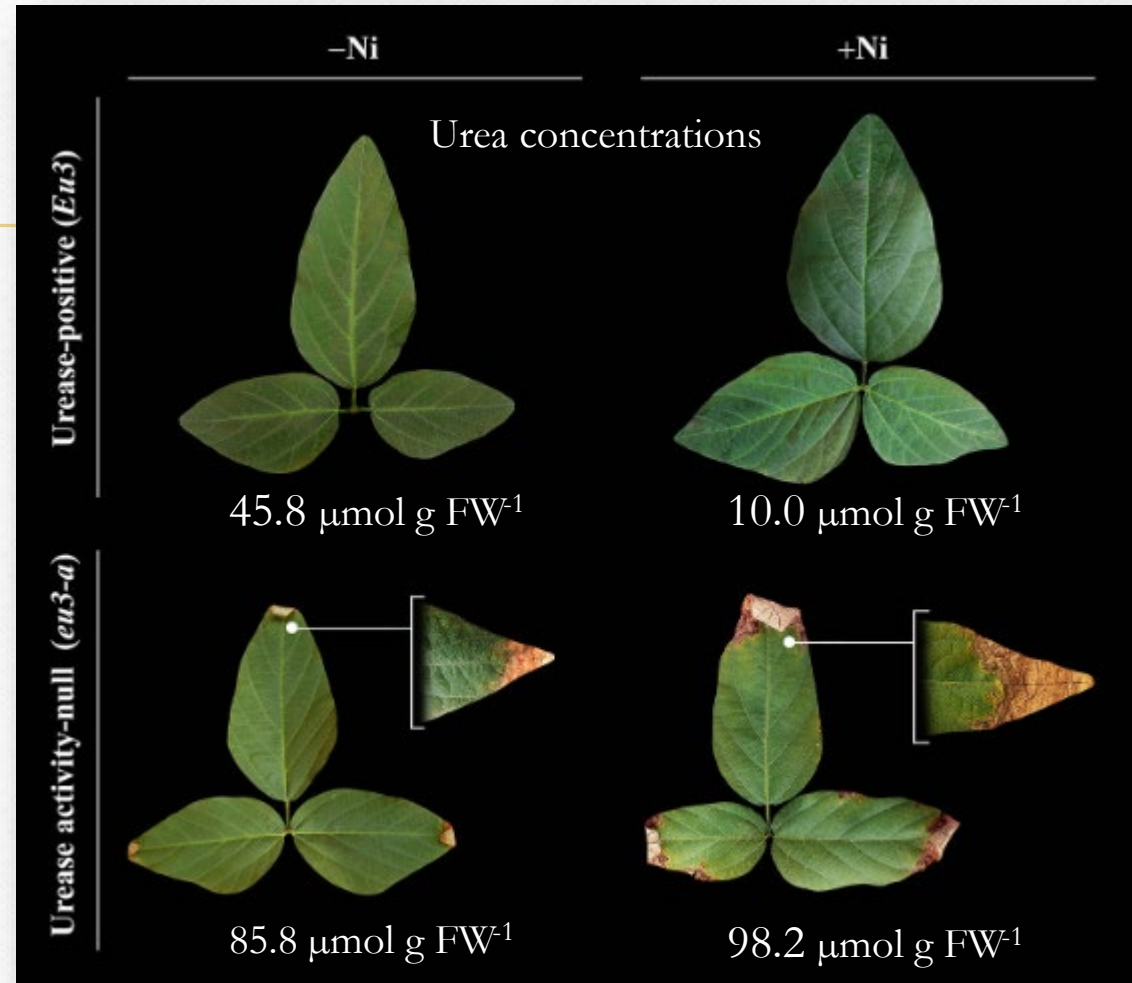 –Ni
+Ni
Urea concentrations
Urease-positive (Eu3)
45.8 μmol g FW-1
10.0 μmol g FW-1
Urease activity-null (eu3-a)
85.8 μmol g FW-1
98.2 μmol g FW-1